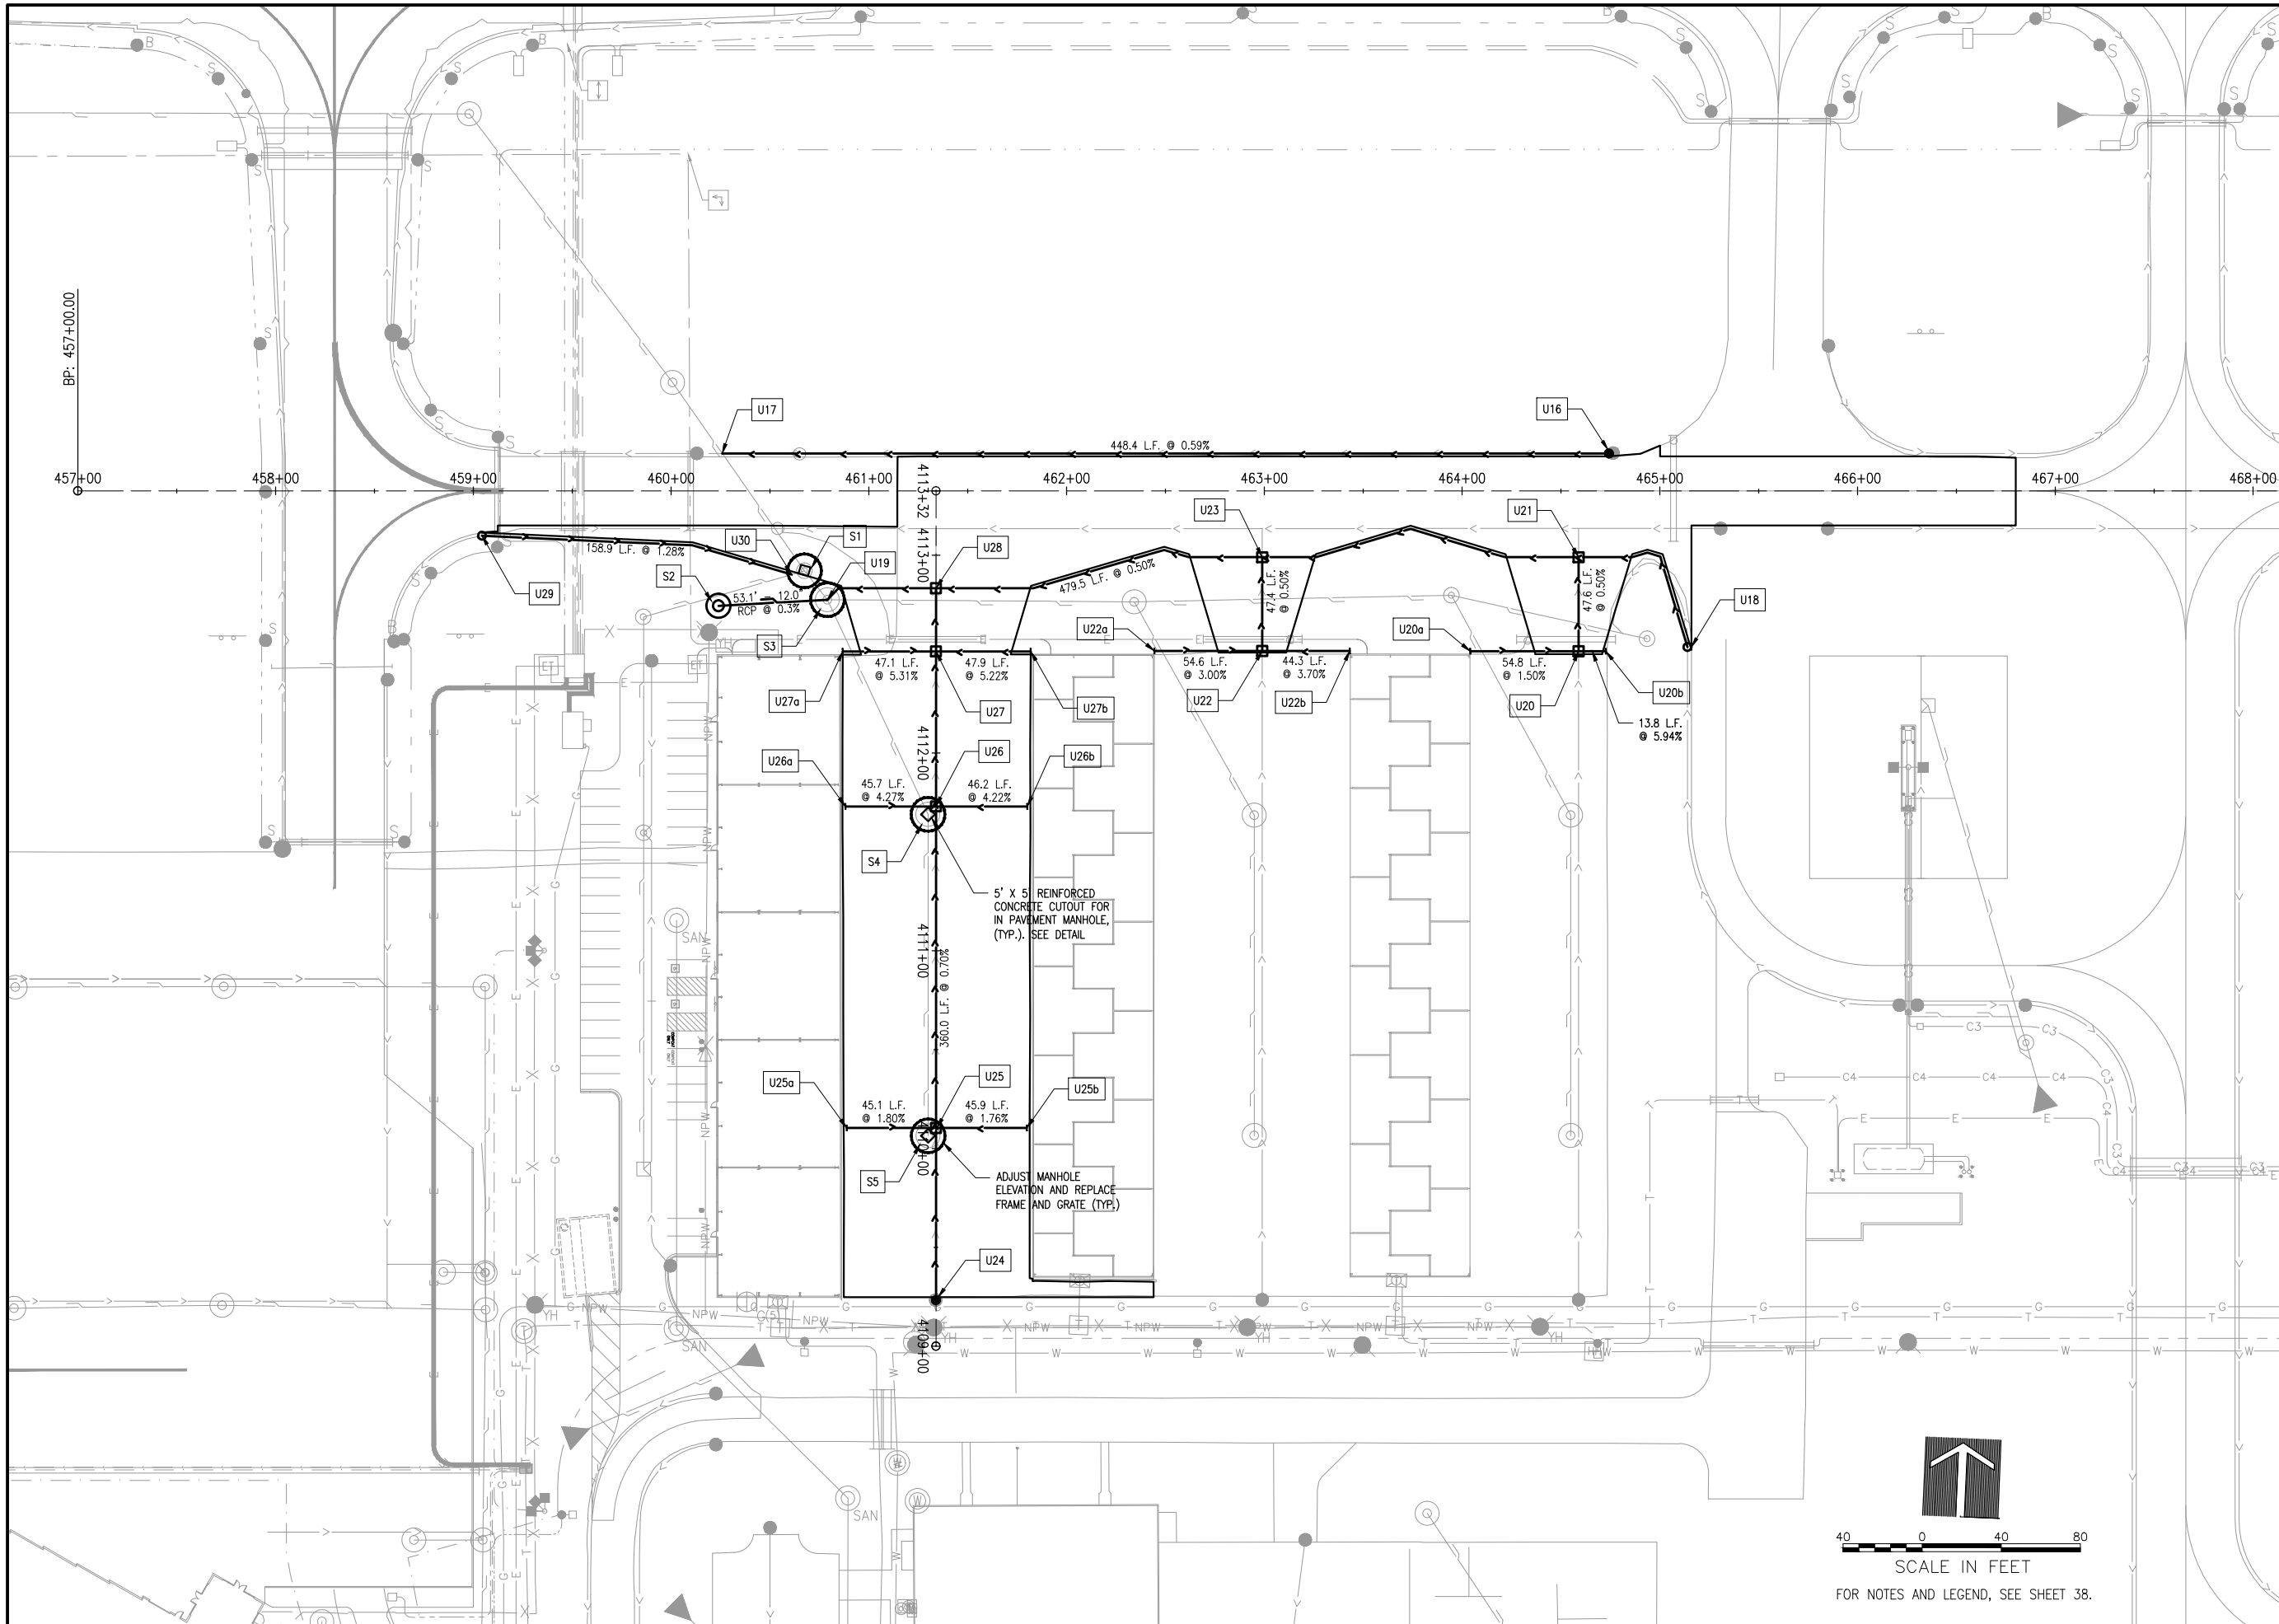 BP: 457+00.00
457+00
458+00
459+00
460+00
461+00
462+00
463+00
464+00
465+00
466+00
467+00
468+00
U17
U16
448.4 L.F. @ 0.59%
4113+32
4113+00
4112+00
4111+00
4110+00
4109+00
U23
U21
U30
S1
U28
158.9 L.F. @ 1.28%
U19
S2
U29
53.1' – 12.0"
RCP @ 0.3%
479.5 L.F. @ 0.50%
47.4 L.F.
@ 0.50%
47.6 L.F.
@ 0.50%
U18
S3
U22a
U20a
47.1 L.F.
@ 5.31%
47.9 L.F.
@ 5.22%
54.6 L.F.
@ 3.00%
44.3 L.F.
@ 3.70%
54.8 L.F.
@ 1.50%
U27a
U27
U27b
U22
U22b
U20
U20b
13.8 L.F.
@ 5.94%
U26a
U26
U26b
45.7 L.F.
@ 4.27%
46.2 L.F.
@ 4.22%
S4
5' X 5' REINFORCED
CONCRETE CUTOUT FOR
IN PAVEMENT MANHOLE,
(TYP.). SEE DETAIL
360.0 L.F. @ 0.70%
U25a
U25
U25b
45.1 L.F.
@ 1.80%
45.9 L.F.
@ 1.76%
S5
ADJUST MANHOLE
ELEVATION AND REPLACE
FRAME AND GRATE (TYP.)
U24
SAN
SAN
SAN
40 0 40 80
SCALE IN FEET
FOR NOTES AND LEGEND, SEE SHEET 38.